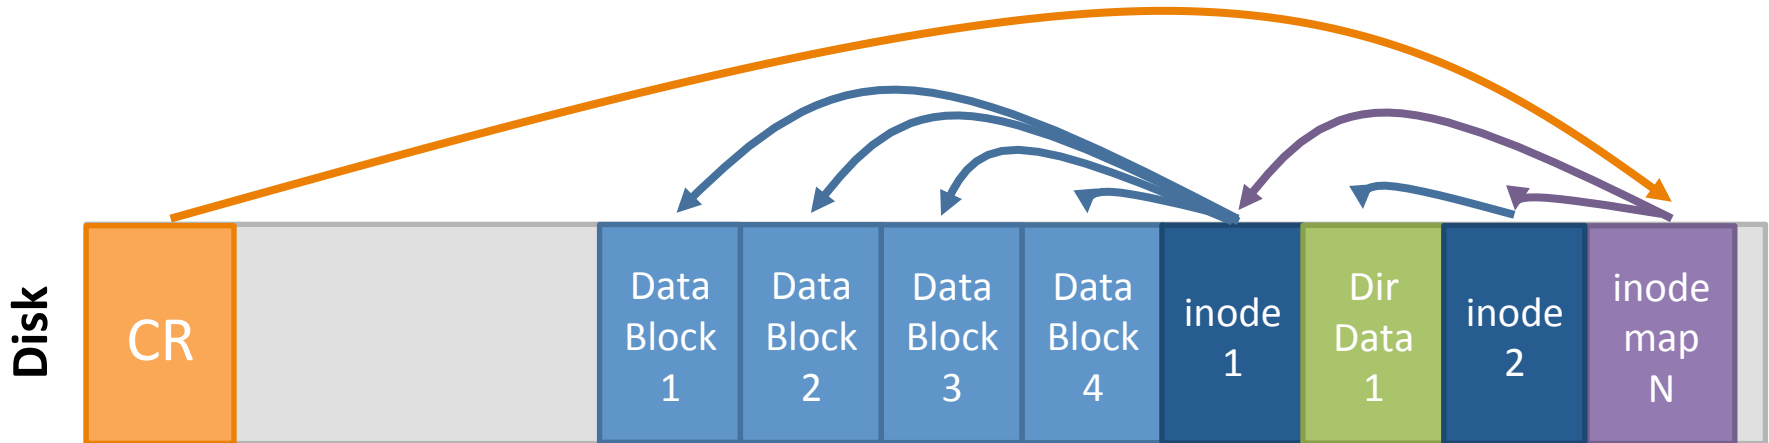 Disk
CR
Data
Block
1
Data
Block
2
Data
Block
3
Data
Block
4
inode
1
Dir
Data
1
inode
2
inode
map
N